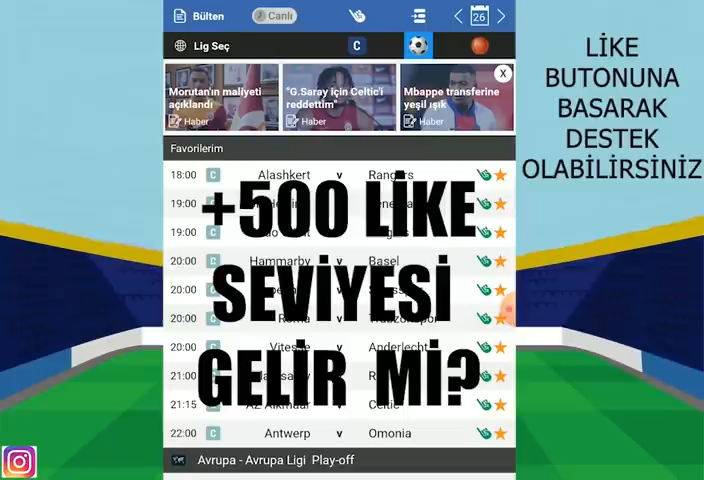 Bülten
Canlı
26
Lig Seç
C
LİKE
BUTONUNA
BASARAK
DESTEK
OLABİLİRSİNİZ
X
Morutan'ın maliyeti
açıklandı
Haber
"G.Saray için Celtic'i
reddettim"
Haber
Mbappe transferine
yeşil ışık
Haber
Favorilerim
18:00 C Alashkert v Rangers
19:00 C
19:00 C
20:00 C Hammarby v Basel
20:00 C
20:00 C Roma Trabzonspor
20:00 C Vitesse v Anderlecht
21:00 C
21:15 C AZ Alkmaar Celtic
22:00 C Antwerp v Omonia
+500 LİKE
SEVİYESİ
GELİR Mİ?
Avrupa - Avrupa Ligi Play-off